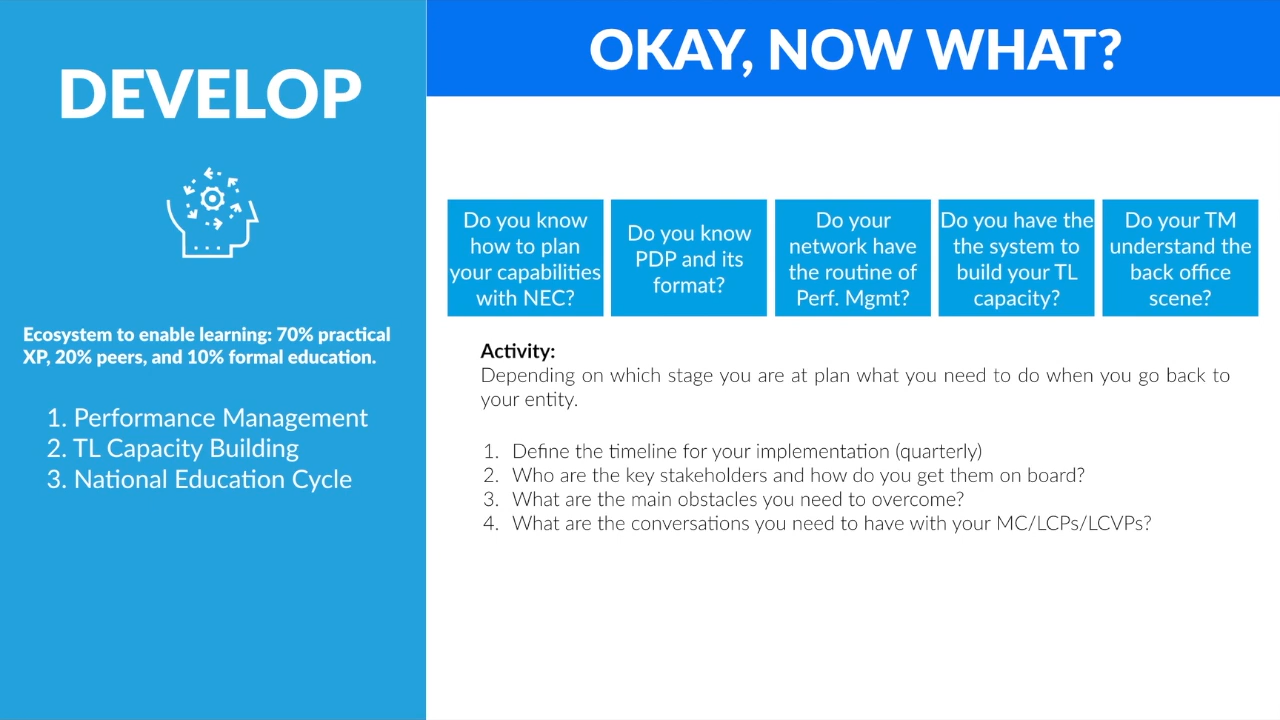 DEVELOP
Ecosystem to enable learning: 70% practical
XP, 20% peers, and 10% formal education.
1. Performance Management
2. TL Capacity Building
3. National Education Cycle
OKAY, NOW WHAT?
Do you know
how to plan
your capabilities
with NEC?
Do you know
PDP and its
format?
Do your
network have
the routine of
Perf. Mgmt?
Do you have the
the system to
build your TL
capacity?
Do your TM
understand the
back office
scene?
Activity:
Depending on which stage you are at plan what you need to do when you go back to
your entity.
1. Define the timeline for your implementation (quarterly)
2. Who are the key stakeholders and how do you get them on board?
3. What are the main obstacles you need to overcome?
4. What are the conversations you need to have with your MC/LCPs/LCVPs?